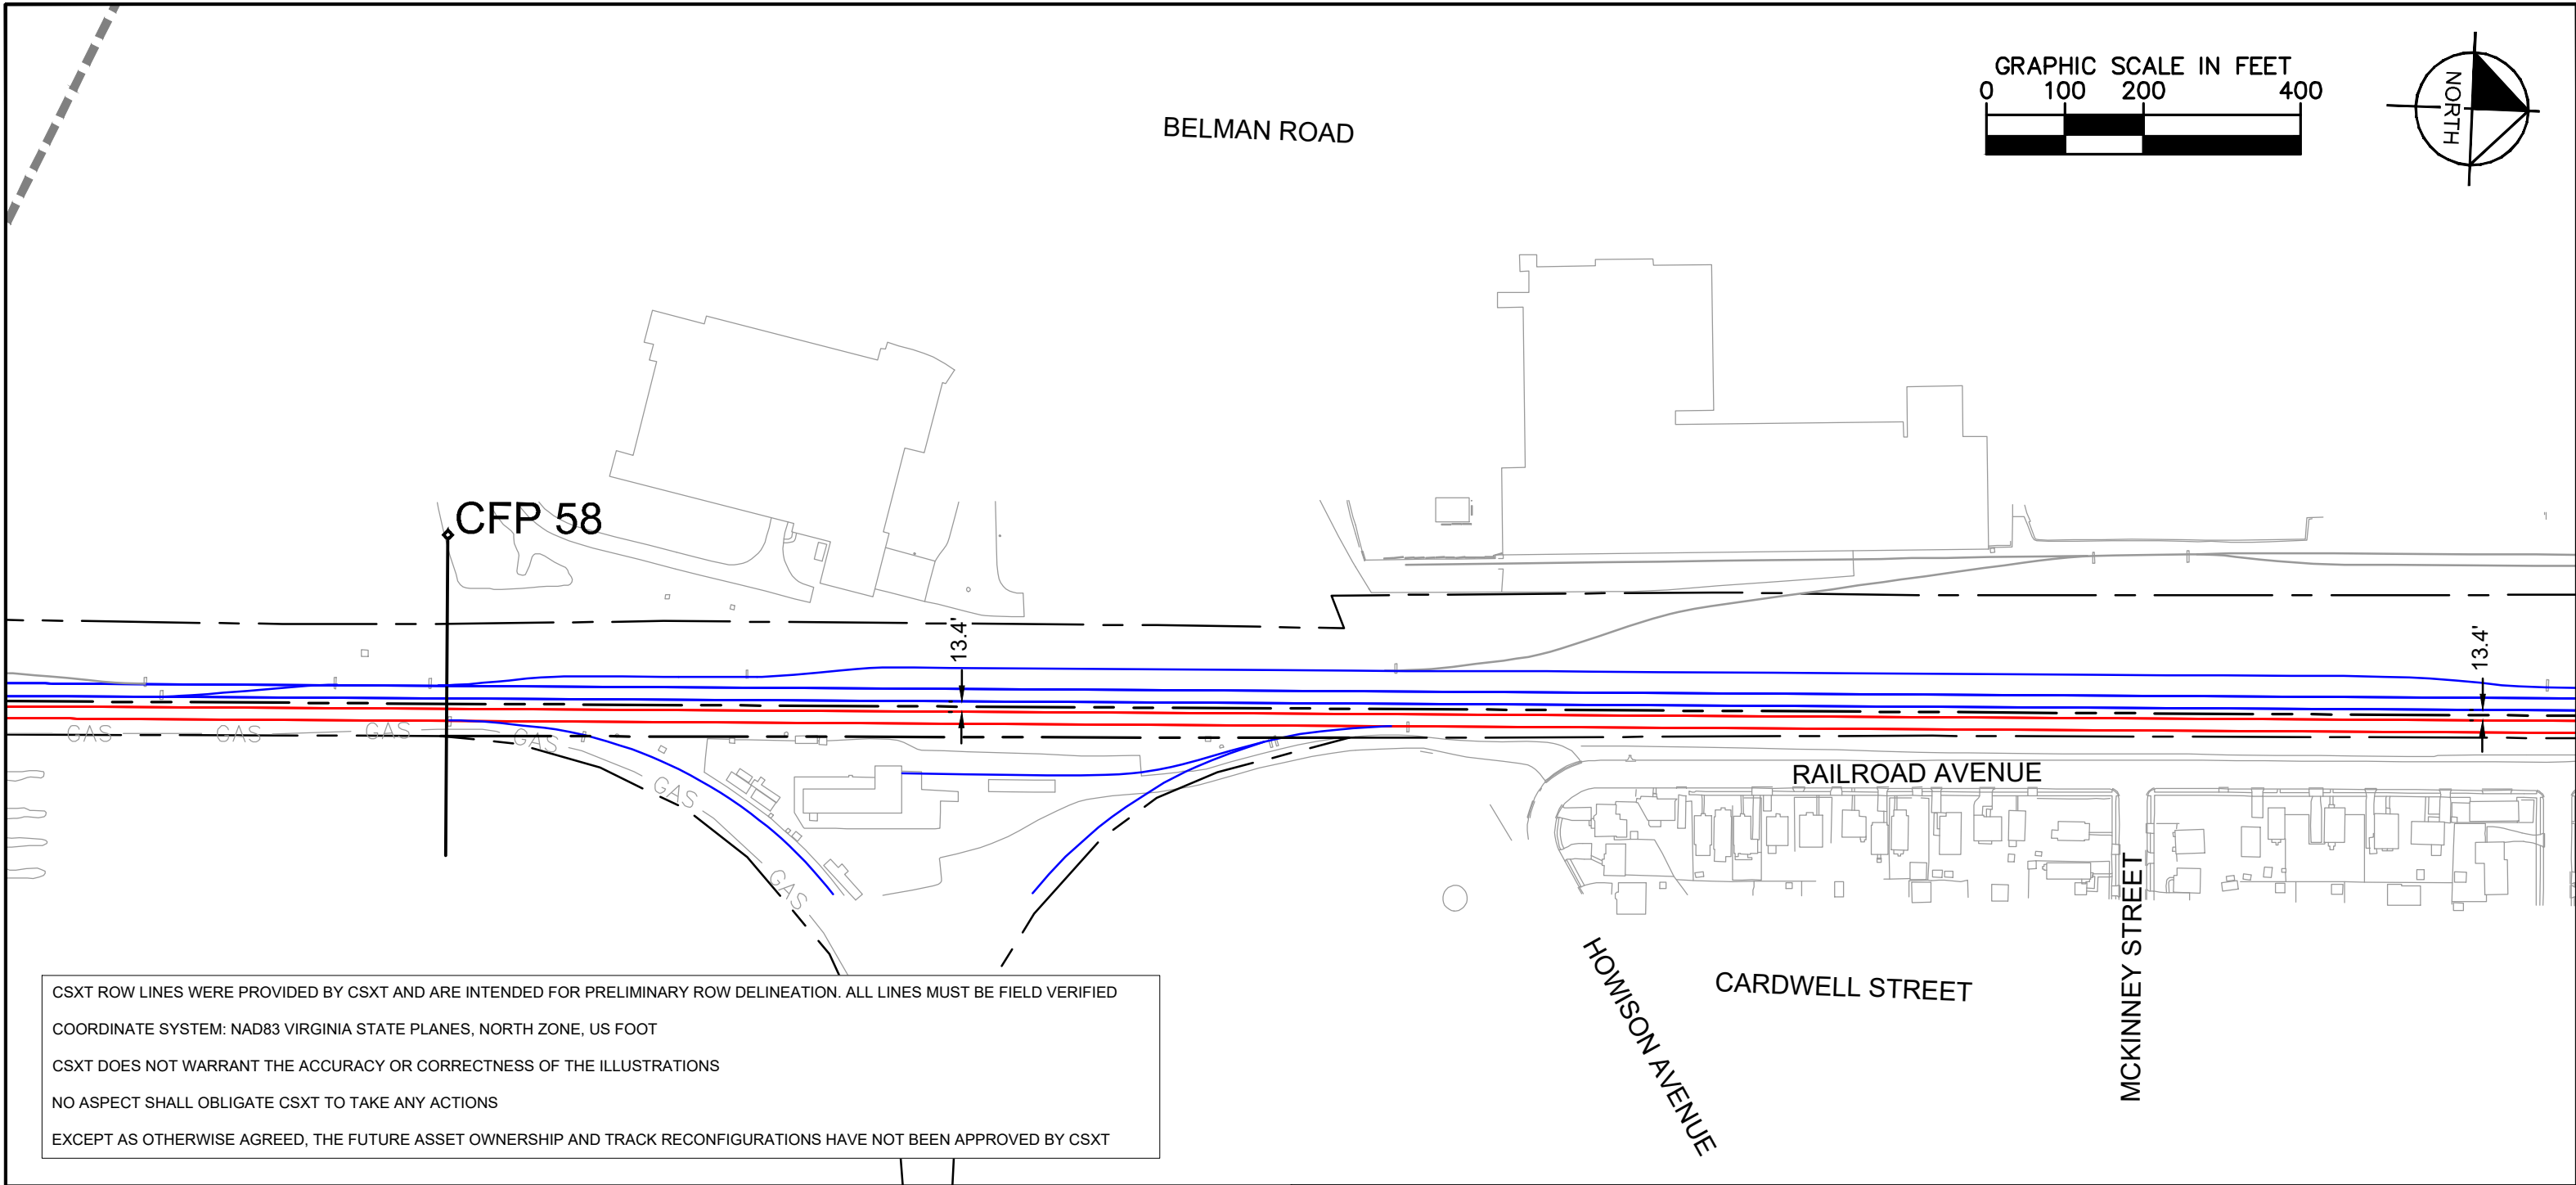 GRAPHIC SCALE IN FEET
0 100 200 400
NORTH
BELMAN ROAD
CFP 58
13.4'
13.4'
GAS
GAS
GAS
GAS
GAS
GAS
RAILROAD AVENUE
MCKINNEY STREET
HOWISON AVENUE
CARDWELL STREET
CSXT ROW LINES WERE PROVIDED BY CSXT AND ARE INTENDED FOR PRELIMINARY ROW DELINEATION. ALL LINES MUST BE FIELD VERIFIED
COORDINATE SYSTEM: NAD83 VIRGINIA STATE PLANES, NORTH ZONE, US FOOT
CSXT DOES NOT WARRANT THE ACCURACY OR CORRECTNESS OF THE ILLUSTRATIONS
NO ASPECT SHALL OBLIGATE CSXT TO TAKE ANY ACTIONS
EXCEPT AS OTHERWISE AGREED, THE FUTURE ASSET OWNERSHIP AND TRACK RECONFIGURATIONS HAVE NOT BEEN APPROVED BY CSXT